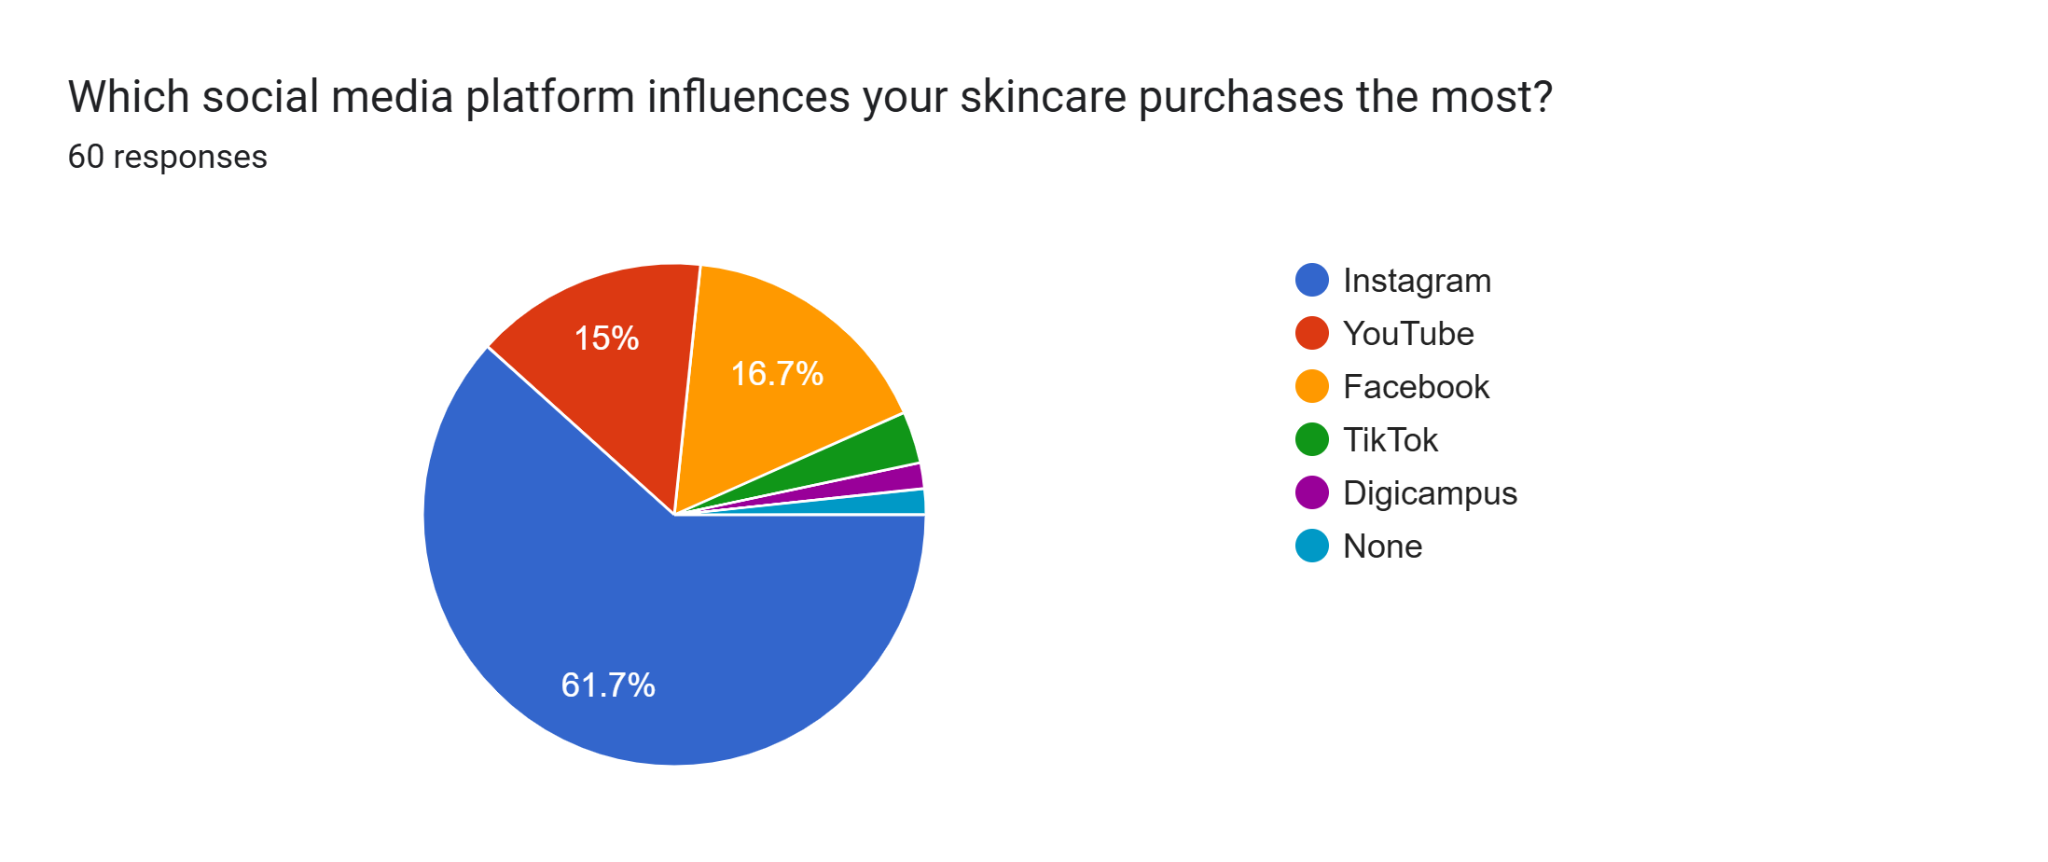 Which social media platform influences your skincare purchases the most?
60 responses
15%
16.7%
61.7%
Instagram
YouTube
Facebook
TikTok
Digicampus
None